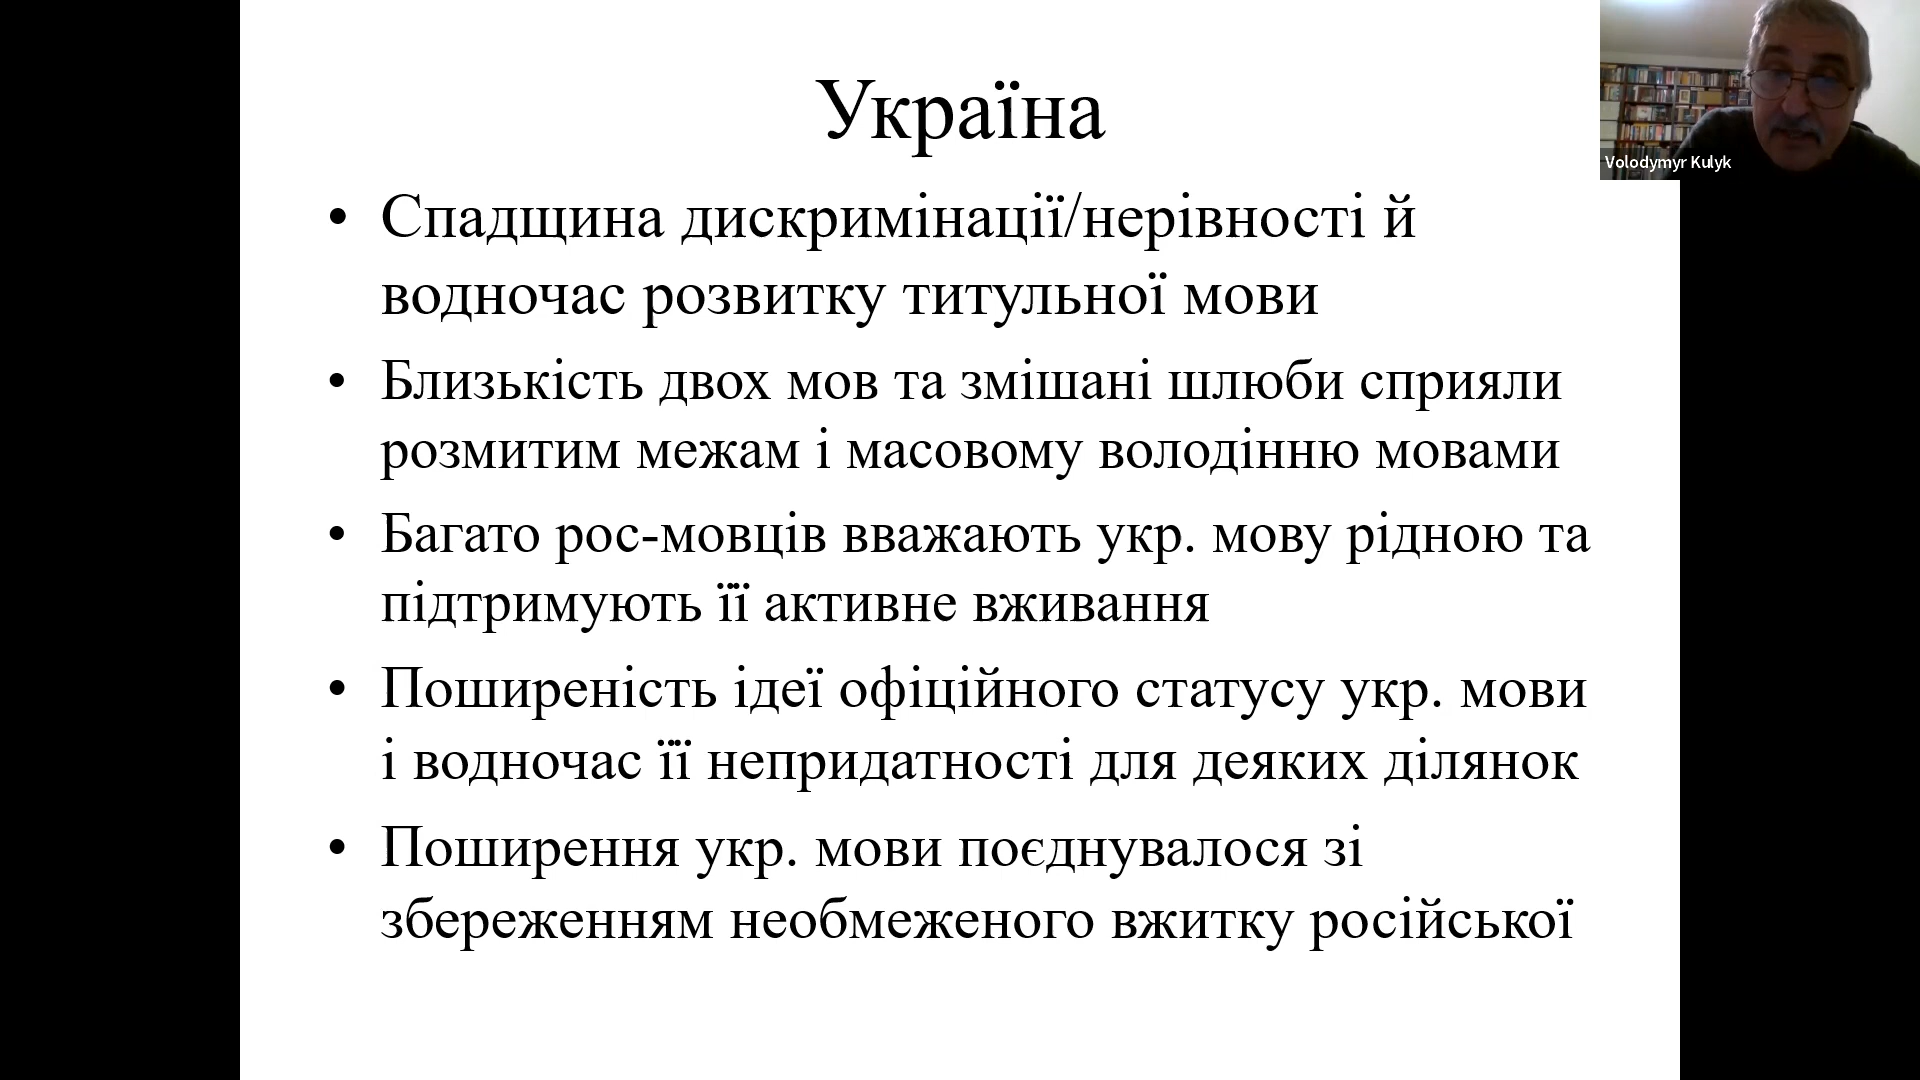 Україна
Volodymyr Kulyk
• Спадщина дискримінації/нерівності й
водночас розвитку титульної мови
• Близькість двох мов та змішані шлюби сприяли
розмитим межам і масовому володінню мовами
• Багато рос-мовців вважають укр. мову рідною та
підтримують її активне вживання
• Поширеність ідеї офіційного статусу укр. мови
і водночас її непридатності для деяких ділянок
• Поширення укр. мови поєднувалося зі
збереженням необмеженого вжитку російської